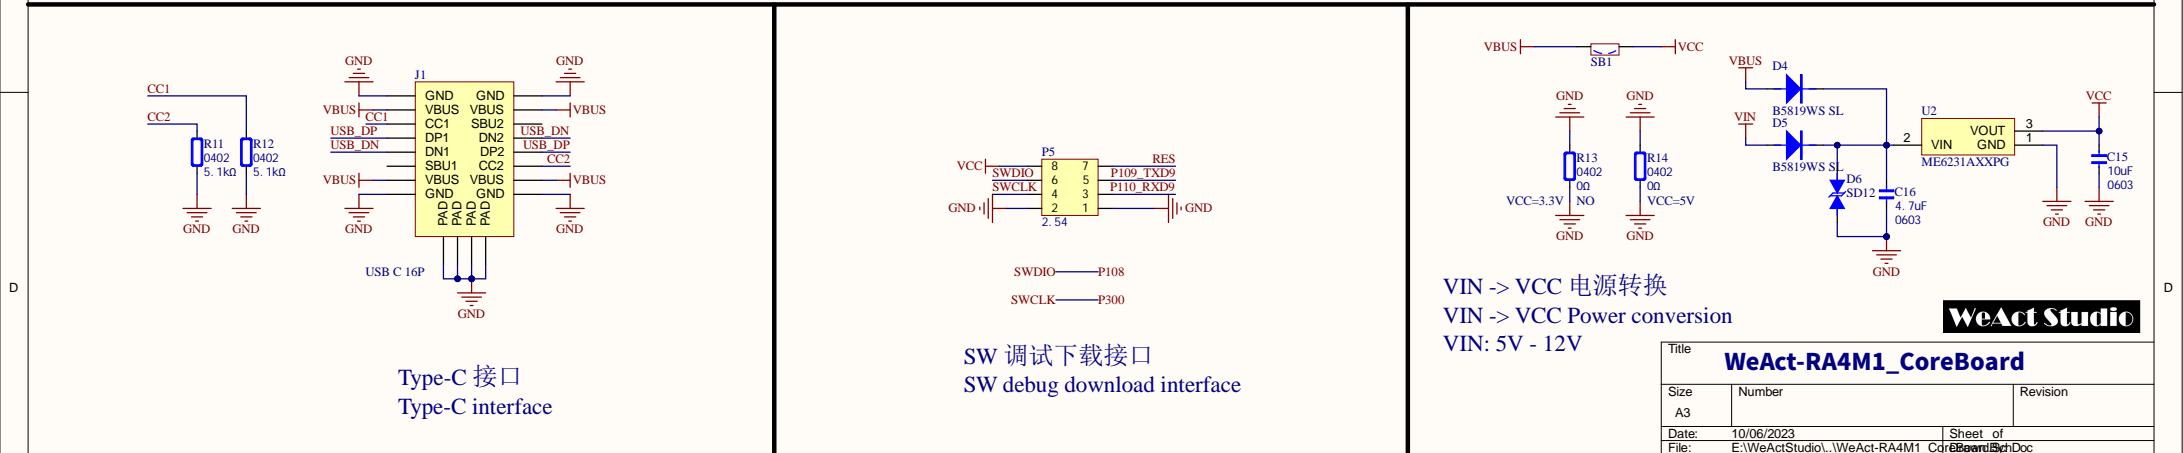 CC1
CC2
R11
0402
5.1kΩ
R12
0402
5.1kΩ
GND
GND
GND
GND
J1
GND GND
VBUS VBUS VBUS VBUS
CC1 CC1 SBU2
USB_DP DP1 DN2 USB_DN
USB_DN DN1 DP2 USB_DP
SBU1 CC2 CC2
VBUS VBUS VBUS VBUS
GND GND
PAD PAD PAD PAD
GND
GND
USB C 16P
GND
Type-C 接口
Type-C interface
P5
VCC 8 7 RES
SWDIO 6 5 P109_TXD9
SWCLK 4 3 P110_RXD9
GND 2 1 GND
2.54
SWDIO P108
SWCLK P300
SW 调试下载接口
SW debug download interface
VBUS VCC
SB1
GND
GND
R13
0402
0Ω
VCC=3.3V NO
GND
R14
0402
0Ω
VCC=5V
GND
VBUS
D4
B5819WS SL
VIN
D5
B5819WS SL
D6
SD12
C16
4.7uF
0603
GND
U2
2 VIN VOUT 3
GND 1
ME6231AXXPG
VCC
C15
10uF
0603
GND
GND
VIN -> VCC 电源转换
VIN -> VCC Power conversion
VIN: 5V - 12V
WeAct Studio
Title
WeAct-RA4M1_CoreBoard
Size
A3
Number
Revision
Date: 10/06/2023 Sheet of
File: E:\WeActStudio\..\WeAct-RA4M1
D
D